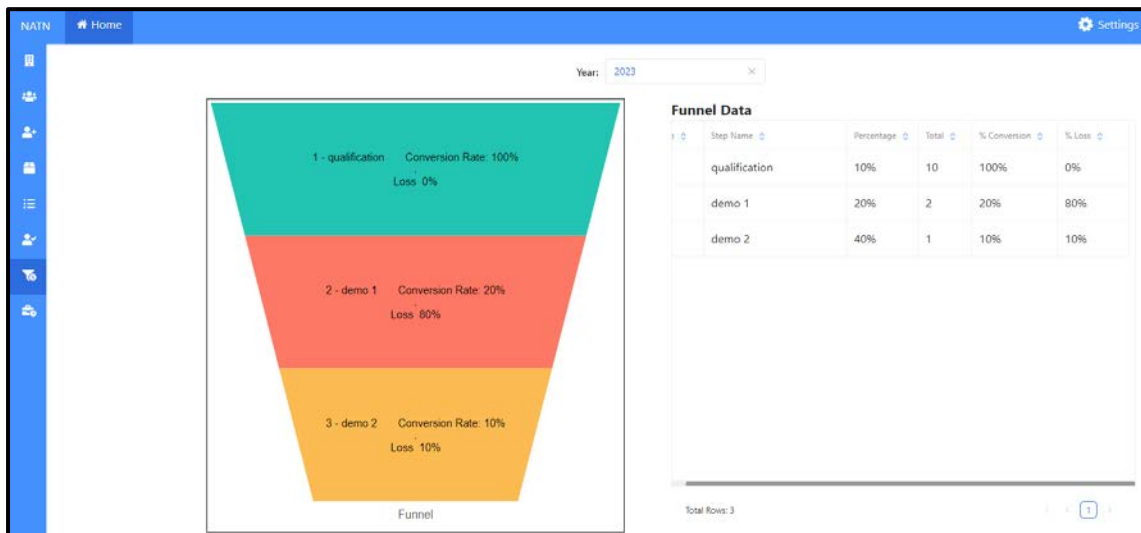 NATN Home Settings
Year: 2023
1 - qualification Conversion Rate: 100%
Loss 0%
2 - demo 1 Conversion Rate: 20%
Loss 80%
3 - demo 2 Conversion Rate: 10%
Loss 10%
Funnel
Funnel Data
Step Name Percentage Total % Conversion % Loss
qualification 10% 10 100% 0%
demo 1 20% 2 20% 80%
demo 2 40% 1 10% 10%
Total Rows: 3 1